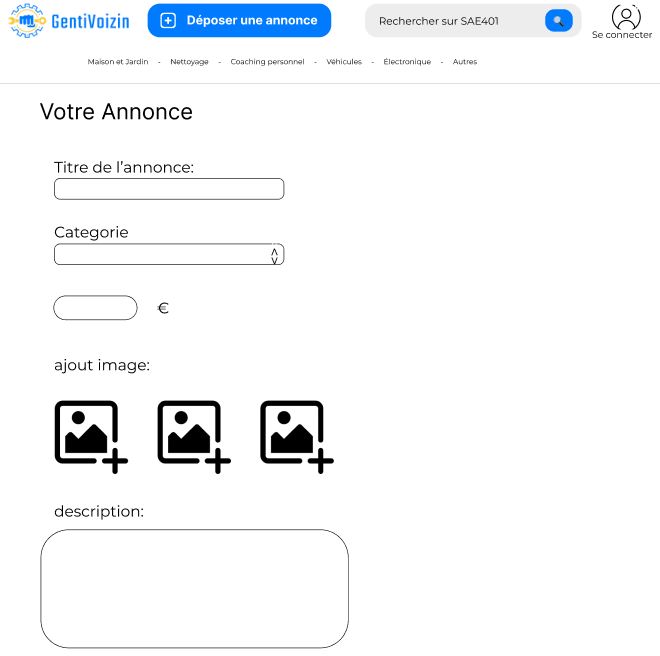 GentiVoizin
Déposer une annonce
Rechercher sur SAE401
Se connecter
Maison et Jardin - Nettoyage - Coaching personnel - Véhicules - Électronique - Autres
Votre Annonce
Titre de l’annonce:
Categorie
€
ajout image:
description: